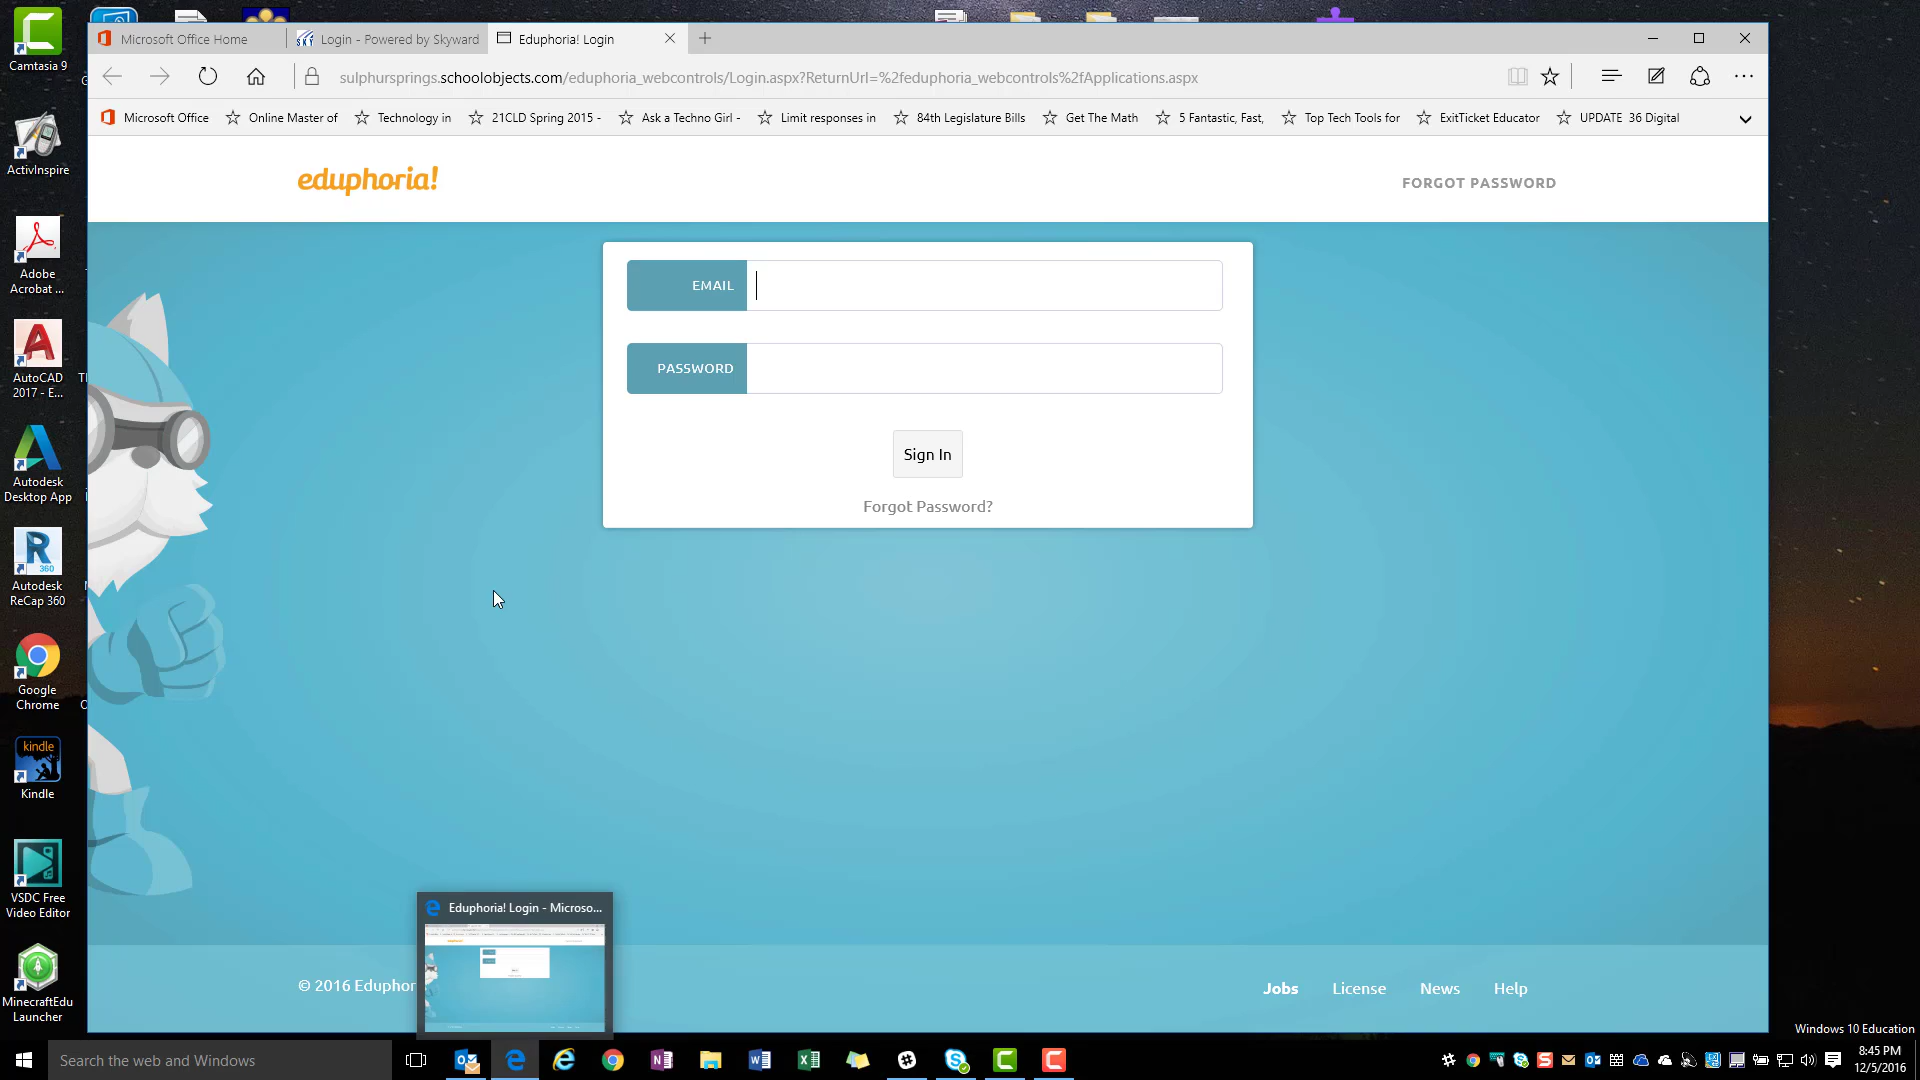 Camtasia 9
ActivInspire
Adobe
Acrobat ...
AutoCAD
2017 - E...
Autodesk
Desktop App
R
360
Autodesk
ReCap 360
Google
Chrome
kindle
Kindle
VSDC Free
Video Editor
MinecraftEdu
Launcher
Microsoft Office Home
SKY
Login - Powered by Skyward
Eduphoria! Login
sulphursprings.schoolobjects.com/eduphoria_webcontrols/Login.aspx?ReturnUrl=%2feduphoria_webcontrols%2fApplications.aspx
Microsoft Office
Online Master of
Technology in
21CLD Spring 2015 -
Ask a Techno Girl -
Limit responses in
84th Legislature Bills
Get The Math
5 Fantastic, Fast,
Top Tech Tools for
ExitTicket Educator
UPDATE 36 Digital
eduphoria!
FORGOT PASSWORD
EMAIL
PASSWORD
Sign In
Forgot Password?
Eduphoria! Login - Microso...
© 2016 Eduphor
Jobs
License
News
Help
Windows 10 Education
Search the web and Windows
8:45 PM
12/5/2016